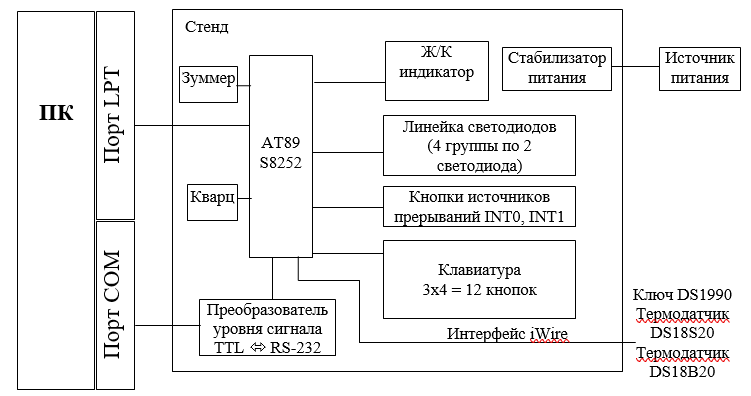 Стенд
ПК
Порт LPT
Порт COM
Зуммер
Кварц
AT89
S8252
Ж/К
индикатор
Стабилизатор
питания
Источник
питания
Линейка светодиодов
(4 группы по 2
светодиода)
Кнопки источников
прерываний INT0, INT1
Клавиатура
3x4 = 12 кнопок
Преобразователь
уровня сигнала
TTL ⇔ RS-232
Интерфейс iWire
Ключ DS1990
Термодатчик
DS18S20
Термодатчик
DS18B20